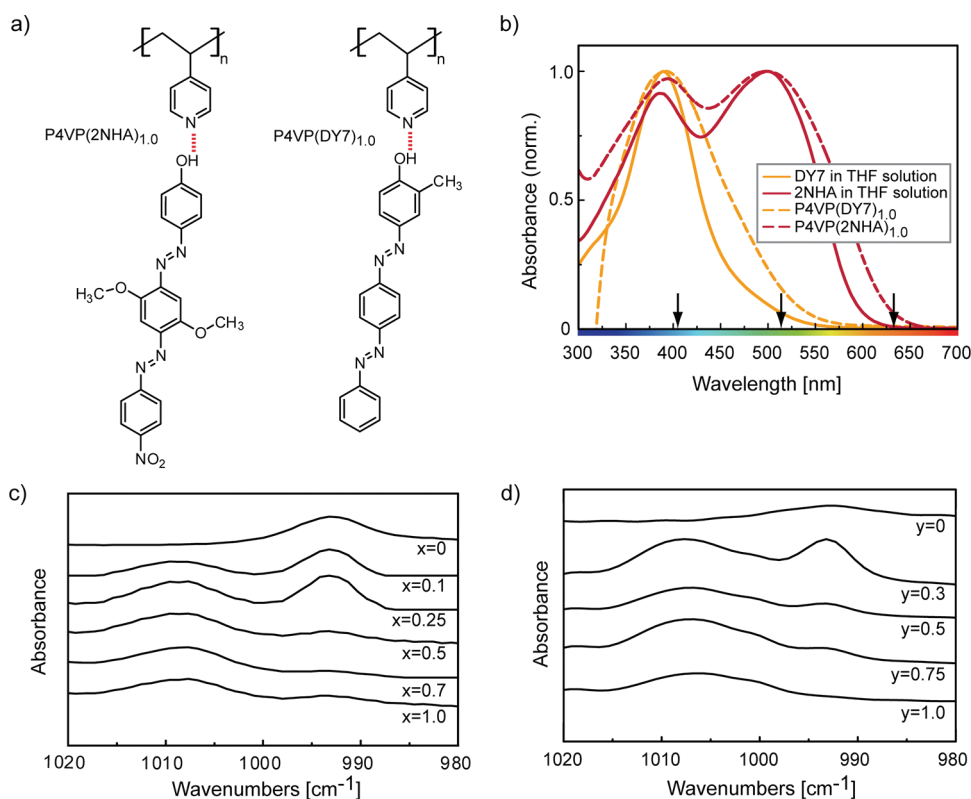 a)
[ ]n
[ ]n
N
N
P4VP(2NHA)1.0
P4VP(DY7)1.0
OH
OH
CH3
N
N
N
N
H3C
O
O
CH3
N
N
N
N
NO2
b)
Absorbance (norm.)
1.0
0.5
0
DY7 in THF solution
2NHA in THF solution
P4VP(DY7)1.0
P4VP(2NHA)1.0
300 350 400 450 500 550 600 650 700
Wavelength [nm]
c)
Absorbance
x=0
x=0.1
x=0.25
x=0.5
x=0.7
x=1.0
1020 1010 1000 990 980
Wavenumbers [cm-1]
d)
Absorbance
y=0
y=0.3
y=0.5
y=0.75
y=1.0
1020 1010 1000 990 980
Wavenumbers [cm-1]